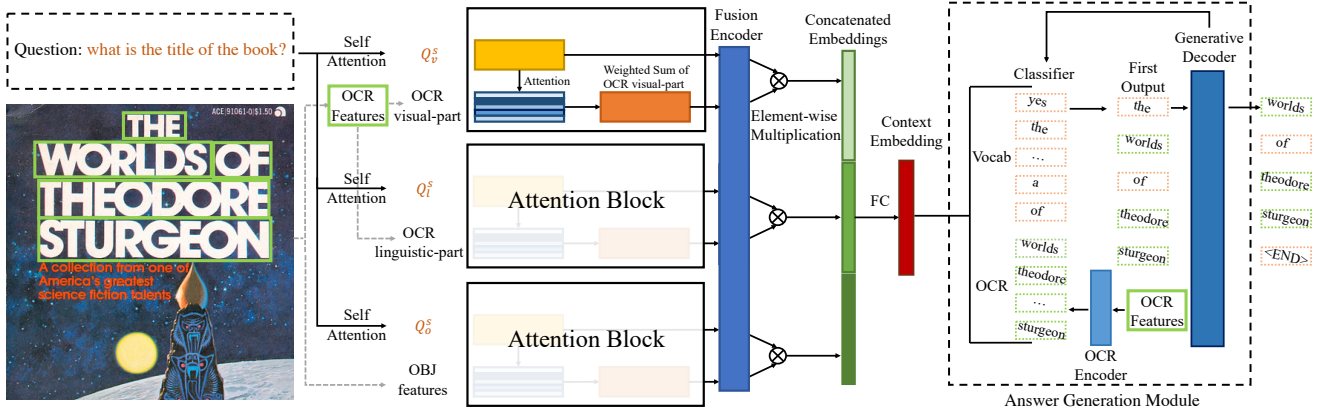 Question: what is the title of the book?
ACE|91061-0|$1.50
THE
WORLDS OF
THEODORE
STURGEON
A collection from one of
America's greatest
science fiction talents
Self
Attention
Q_v^s
OCR
Features
OCR
visual-part
Self
Attention
Q_l^s
OCR
linguistic-part
Self
Attention
Q_o^s
OBJ
features
Attention
Weighted Sum of
OCR visual-part
Attention Block
Attention Block
Fusion
Encoder
Element-wise
Multiplication
Concatenated
Embeddings
FC
Context
Embedding
Vocab
OCR
Classifier
yes
the
...
a
of
worlds
theodore
...
sturgeon
First
Output
the
worlds
of
theodore
sturgeon
OCR
Features
OCR
Encoder
Generative
Decoder
worlds
of
theodore
sturgeon
<END>
Answer Generation Module